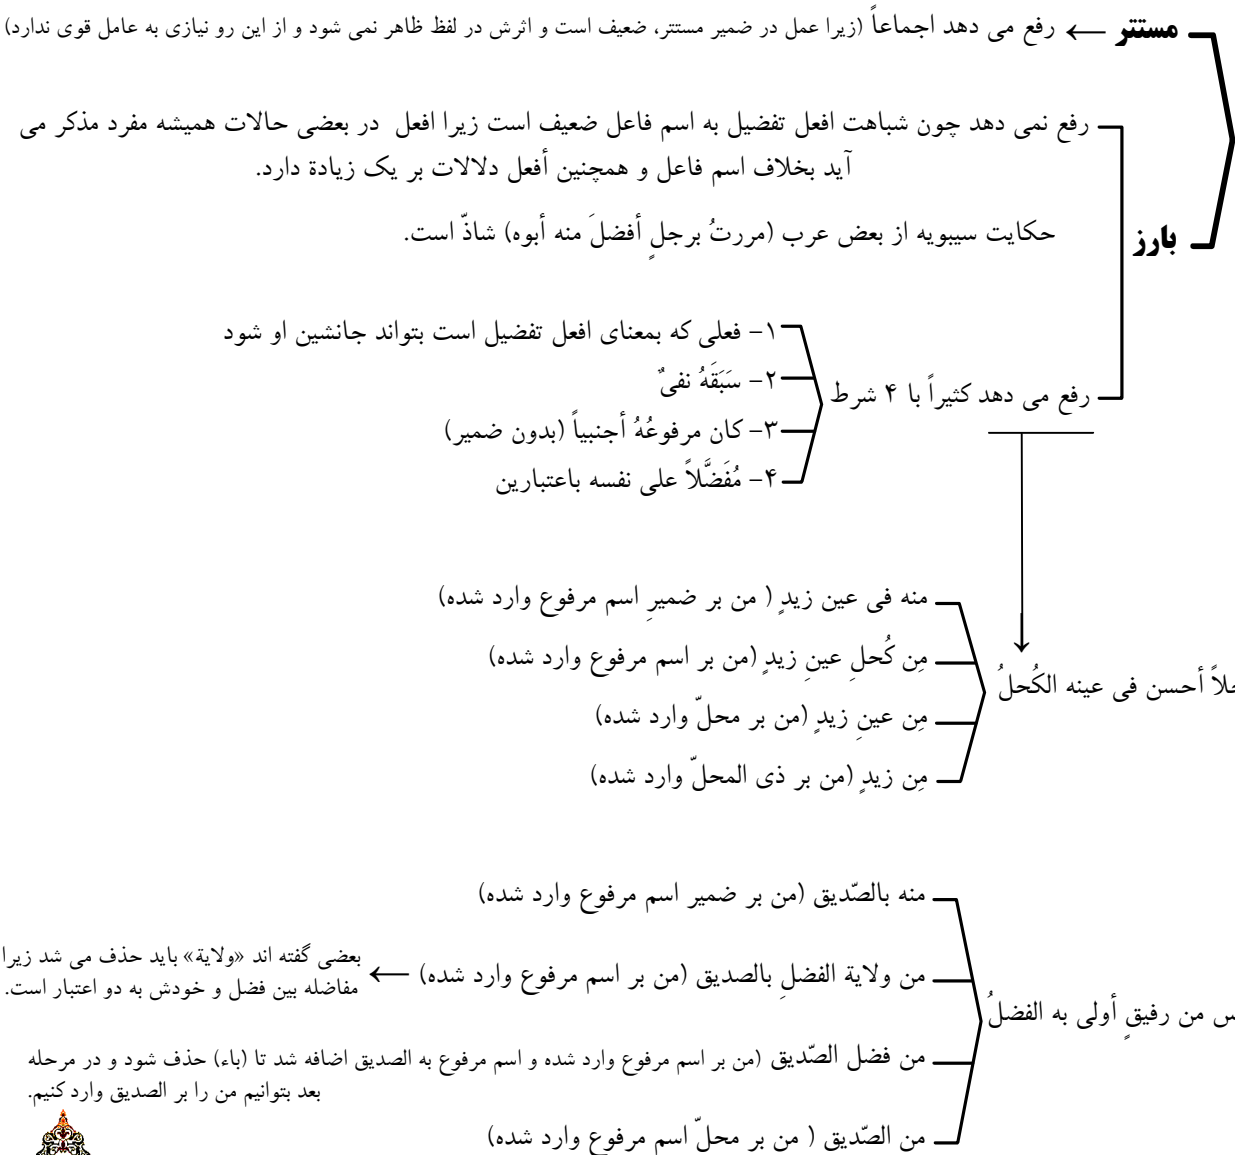 مستتر ← رفع می دهد اجماعاً (زیرا عمل در ضمیر مستتر، ضعیف است و اثرش در لفظ ظاهر نمی شود و از این رو نیازی به عامل قوی ندارد)
رفع نمی دهد چون شباهت افعل تفضیل به اسم فاعل ضعیف است زیرا افعل در بعضی حالات همیشه مفرد مذکر می
آید بخلاف اسم فاعل و همچنین أفعل دلالات بر یک زیادة دارد.
بارز
حکایت سیبویه از بعض عرب (مررتُ برجلٍ أفضلَ منه أبوه) شاذّ است.
رفع می دهد کثیراً با ۴ شرط
۱- فعلی که بمعنای افعل تفضیل است بتواند جانشین او شود
۲- سَبَقَهُ نفیٌ
۳- کان مرفوعُهُ أجنبیاً (بدون ضمیر)
۴- مُفَضَّلاً علی نفسه باعتبارین
أحسن فی عینه الکُحلُ
منه فی عین زیدٍ ( من بر ضمیرِ اسم مرفوع وارد شده)
مِن کُحلِ عینِ زیدٍ (من بر اسم مرفوع وارد شده)
مِن عینِ زیدٍ (من بر محلّ وارد شده)
مِن زیدٍ (من بر ذی المحلّ وارد شده)
من رفیقٍ أولی به الفضلُ
منه بالصّدیق (من بر ضمیر اسم مرفوع وارد شده)
من ولایة الفضلِ بالصدیق (من بر اسم مرفوع وارد شده) ← بعضی گفته اند «ولایة» باید حذف می شد زیرا
مفاضله بین فضل و خودش به دو اعتبار است.
من فضل الصّدیق (من بر اسم مرفوع وارد شده و اسم مرفوع به الصدیق اضافه شد تا (باء) حذف شود و در مرحله
بعد بتوانیم من را بر الصدیق وارد کنیم.
من الصّدیق ( من بر محلّ اسم مرفوع وارد شده)